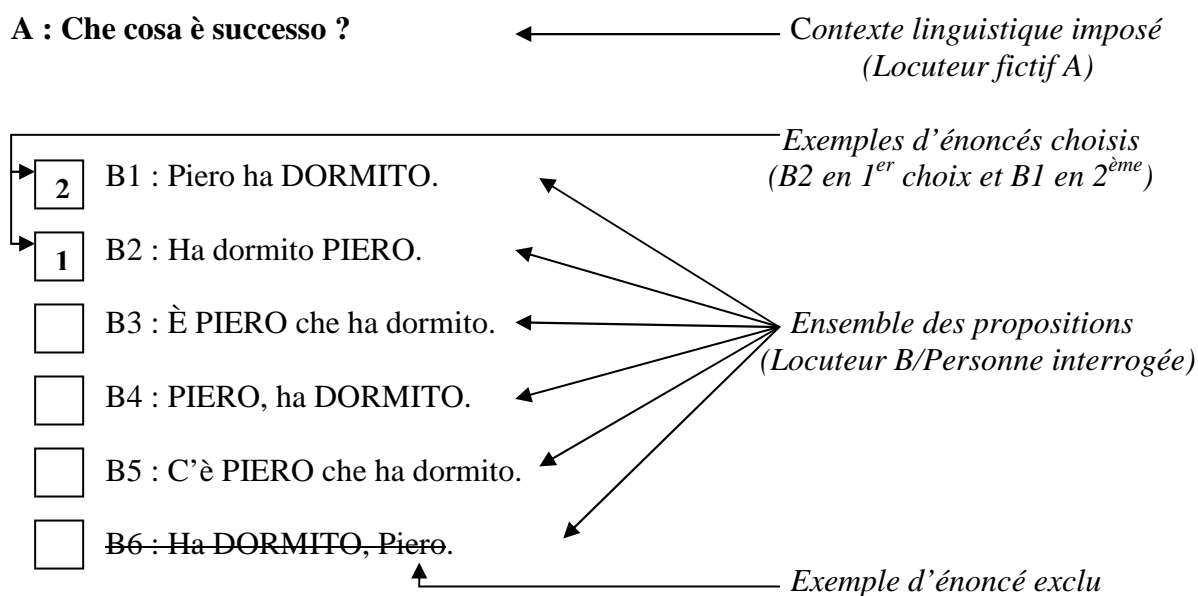 A : Che cosa è successo ?
Contexte linguistique imposé
(Locuteur fictif A)
Exemples d'énoncés choisis
(B2 en 1er choix et B1 en 2ème)
2 B1 : Piero ha DORMITO.
1 B2 : Ha dormito PIERO.
B3 : È PIERO che ha dormito.
Ensemble des propositions
(Locuteur B/Personne interrogée)
B4 : PIERO, ha DORMITO.
B5 : C'è PIERO che ha dormito.
B6 : Ha DORMITO, Piero.
Exemple d'énoncé exclu